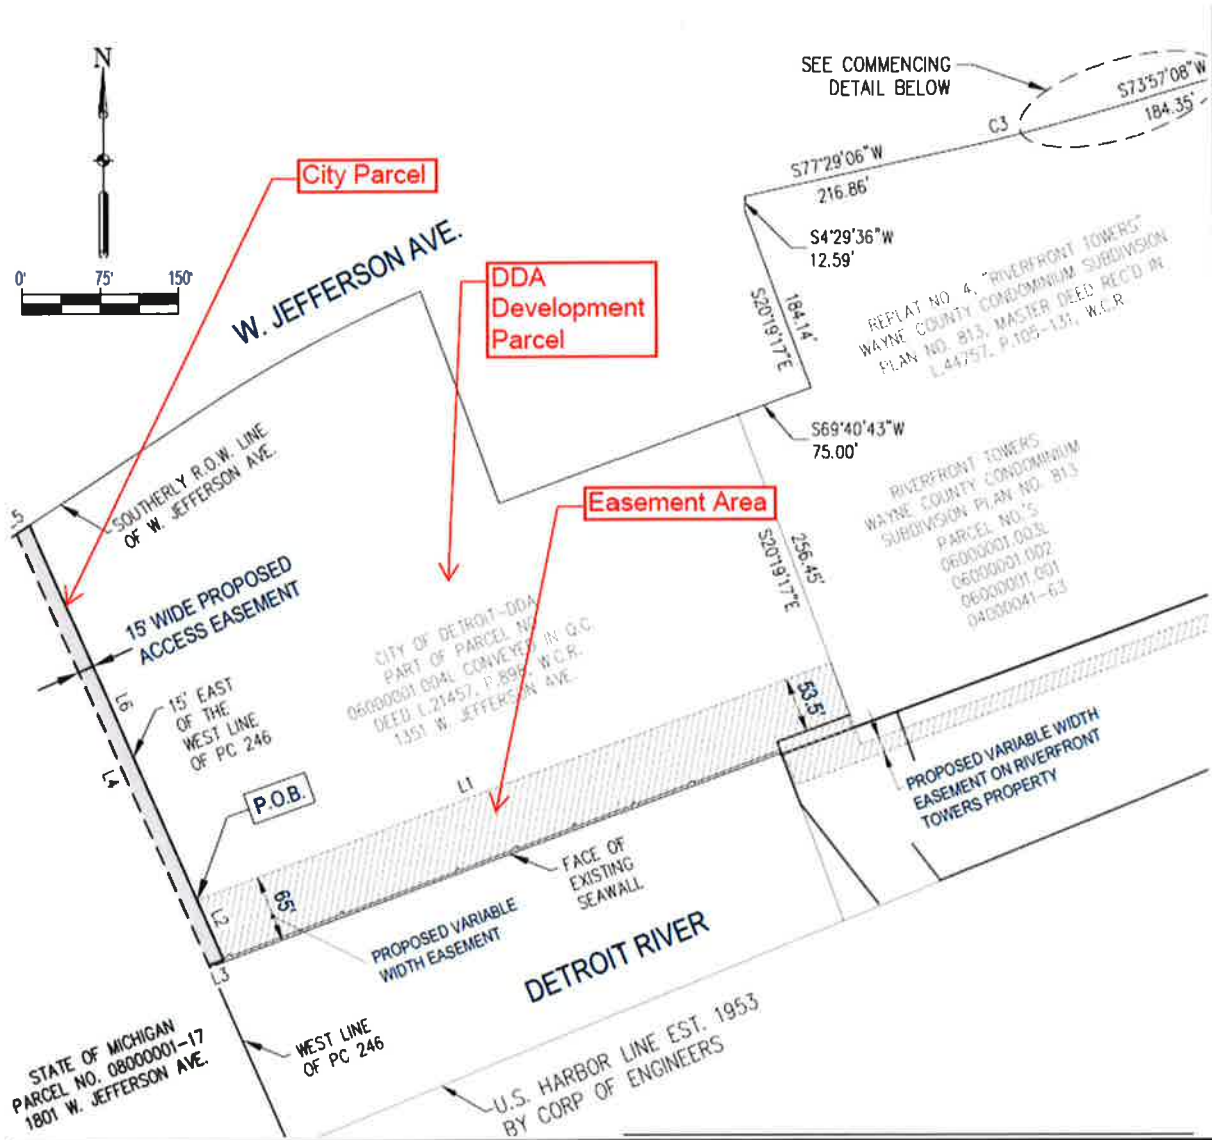 SEE COMMENCING
DETAIL BELOW
S73°57'08"W
184.35'
C3
N
City Parcel
S77°29'06"W
216.86'
S4°29'36"W
12.59'
0'
75'
150'
W. JEFFERSON AVE.
DDA
Development
Parcel
184.14'
S20°19'17"E
REPLAT NO. 4, "RIVERFRONT TOWERS"
WAYNE COUNTY CONDOMINIUM SUBDIVISION
PLAN NO. 813, MASTER DEED REC'D IN
L.44757, P.105-131, W.C.R
S69°40'43"W
75.00'
SOUTHERLY R.O.W. LINE
OF W. JEFFERSON AVE.
L5
Easement Area
RIVERFRONT TOWERS
WAYNE COUNTY CONDOMINIUM
SUBDIVISION PLAN NO. 813
PARCEL NO.'S
06000001.003L
06000001.002
06000001.001
04000041-63
256.45'
S20°19'17"E
15' WIDE PROPOSED
ACCESS EASEMENT
CITY OF DETROIT-DDA
PART OF PARCEL NO.
06000001.004L CONVEYED IN Q.C.
DEED L.21457, P.898, W.C.R.
1351 W. JEFFERSON AVE.
L6
15' EAST
OF THE
WEST LINE
OF PC 246
L4
53.5'
P.O.B.
L1
PROPOSED VARIABLE WIDTH
EASEMENT ON RIVERFRONT
TOWERS PROPERTY
FACE OF
EXISTING
SEAWALL
L2
65'
PROPOSED VARIABLE
WIDTH EASEMENT
L3
DETROIT RIVER
STATE OF MICHIGAN
PARCEL NO. 08000001-17
1801 W. JEFFERSON AVE.
WEST LINE
OF PC 246
U.S. HARBOR LINE EST. 1953
BY CORP OF ENGINEERS